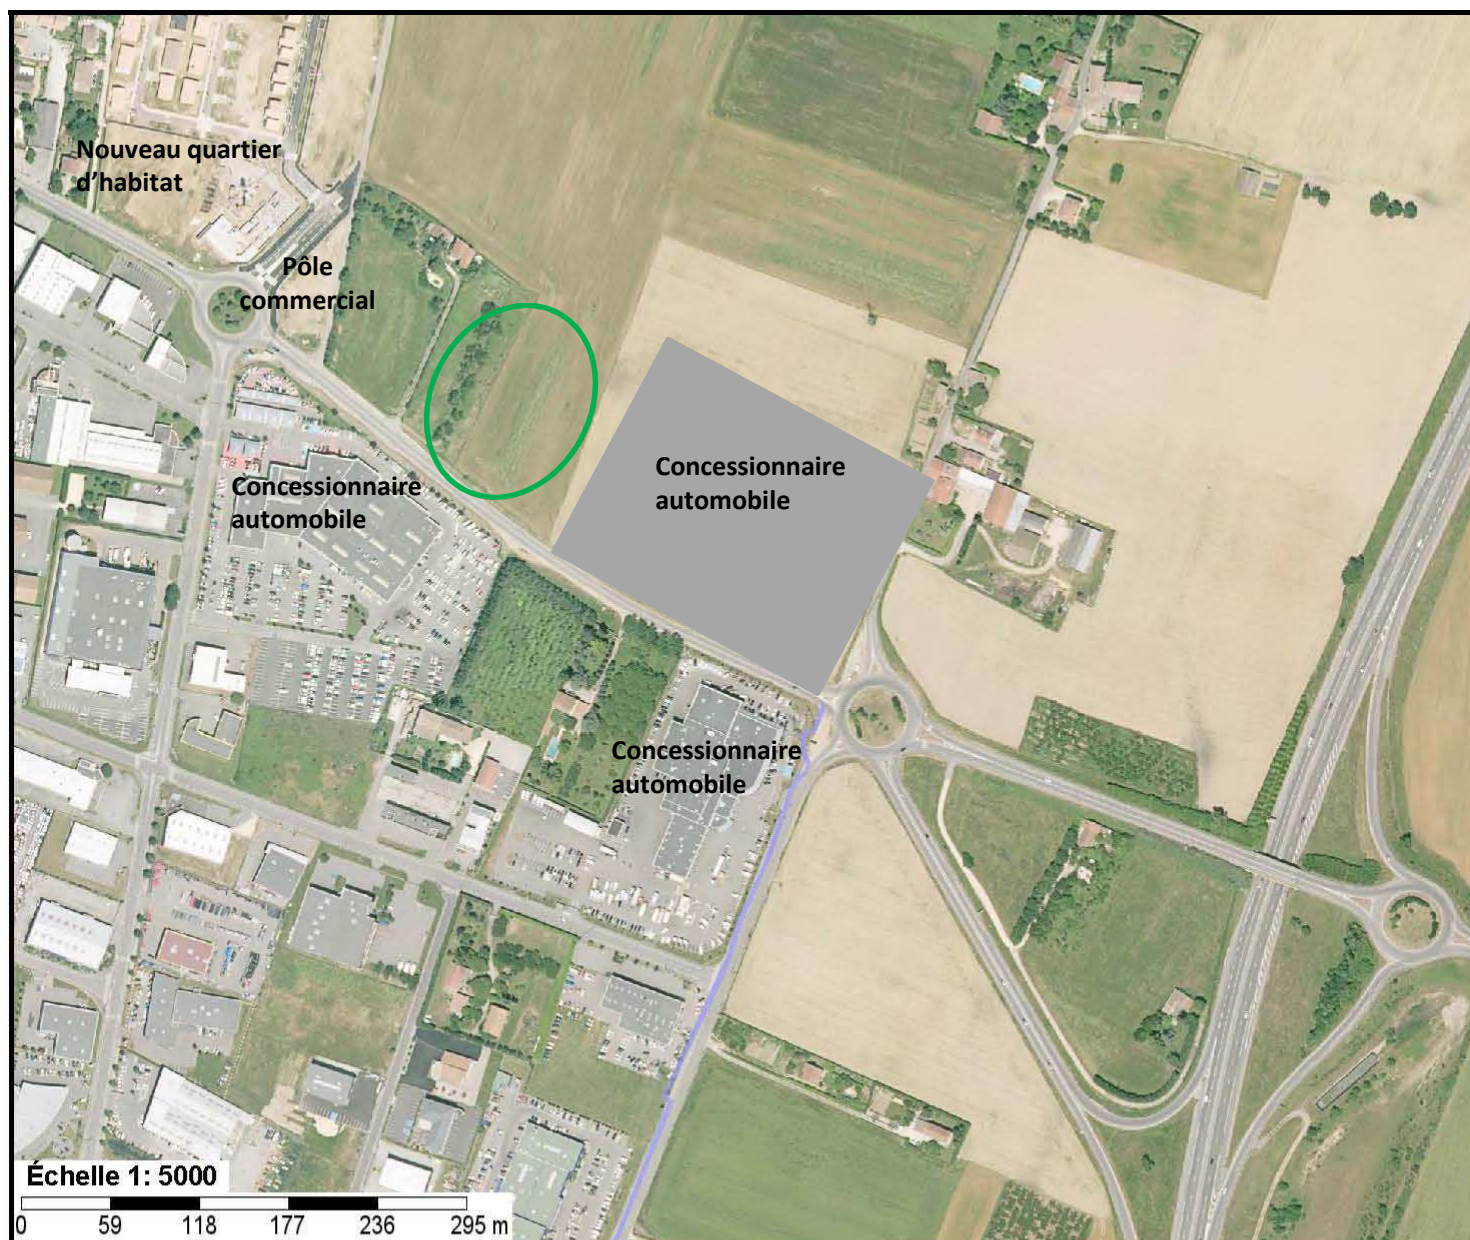 Nouveau quartier
d'habitat
Pôle
commercial
Concessionnaire
automobile
Concessionnaire
automobile
Concessionnaire
automobile
Échelle 1: 5000
0 59 118 177 236 295 m